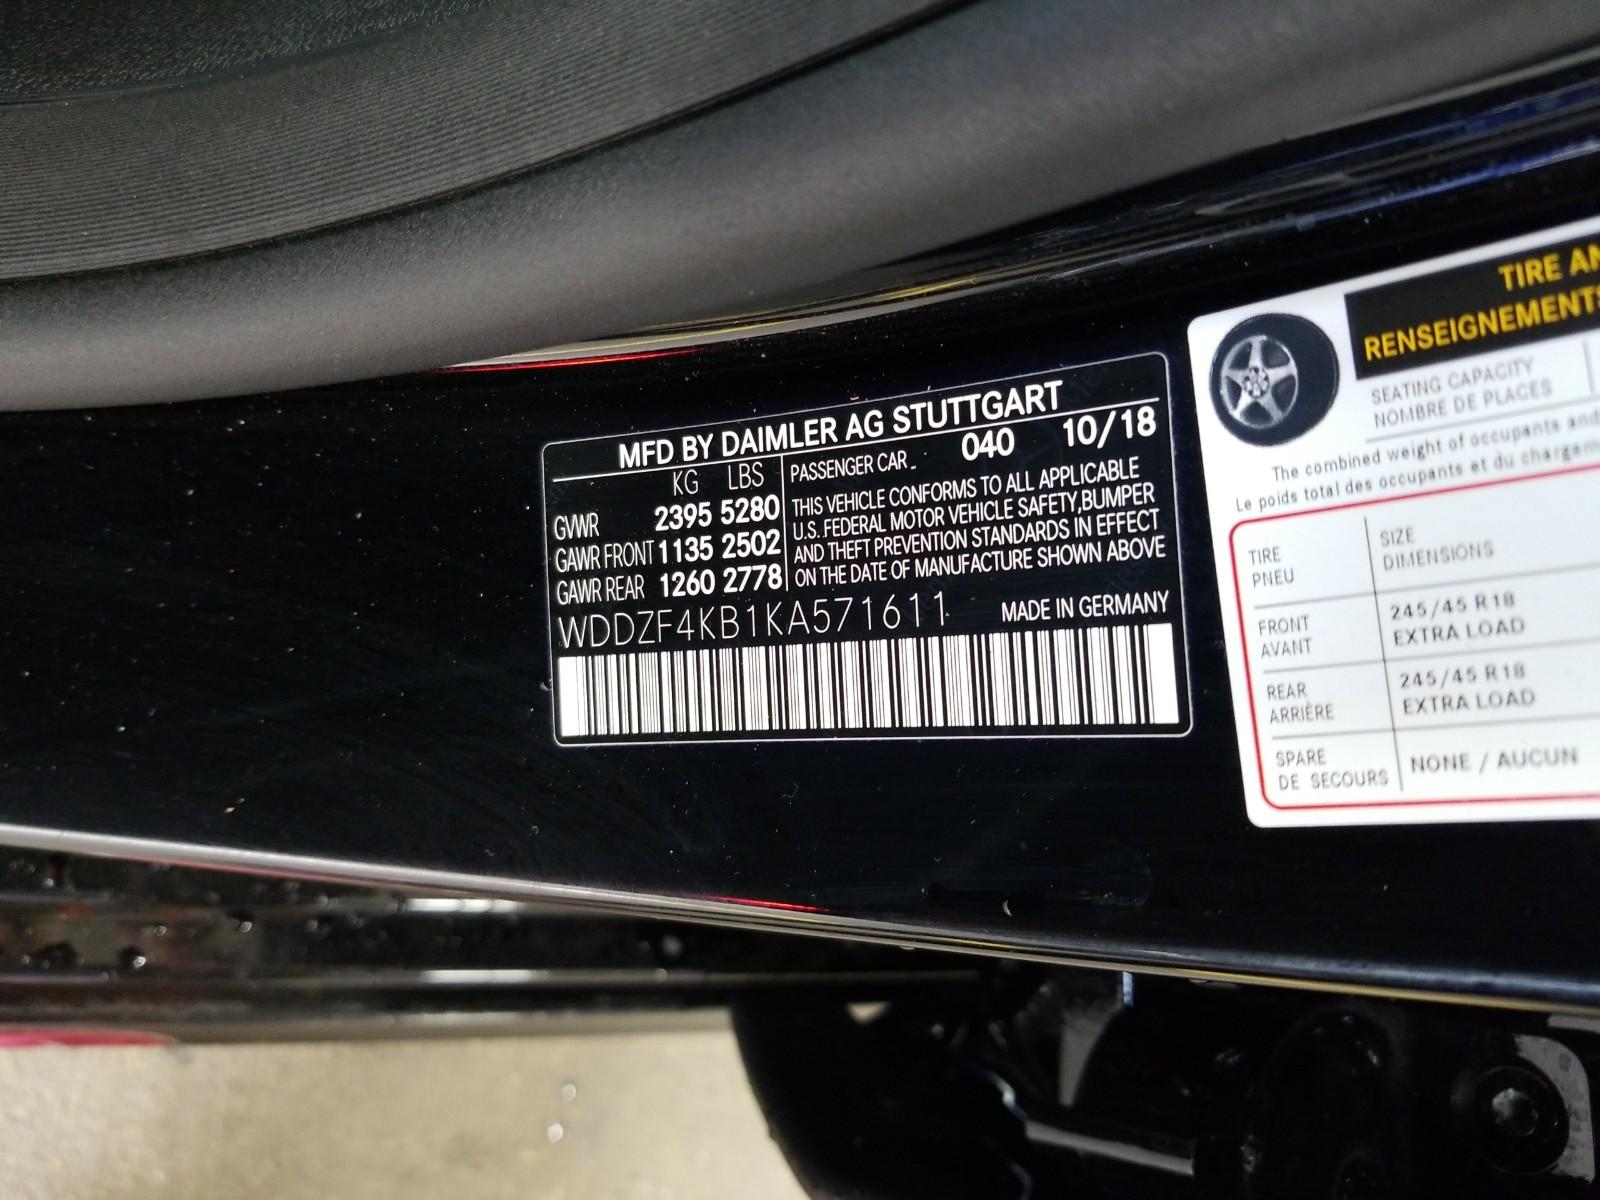 MFD BY DAIMLER AG STUTTGART
KG LBS
GVWR 2395 5280
GAWR FRONT 1135 2502
GAWR REAR 1260 2778
PASSENGER CAR 040 10/18
THIS VEHICLE CONFORMS TO ALL APPLICABLE
U.S. FEDERAL MOTOR VEHICLE SAFETY,BUMPER
AND THEFT PREVENTION STANDARDS IN EFFECT
ON THE DATE OF MANUFACTURE SHOWN ABOVE
WDDZF4KB1KA571611 MADE IN GERMANY
TIRE AN
RENSEIGNEMENTS
SEATING CAPACITY
NOMBRE DE PLACES
The combined weight of occupants and
Le poids total des occupants et du chargem
TIRE
PNEU
SIZE
DIMENSIONS
FRONT
AVANT
245/45 R18
EXTRA LOAD
REAR
ARRIÈRE
245/45 R18
EXTRA LOAD
SPARE
DE SECOURS
NONE / AUCUN